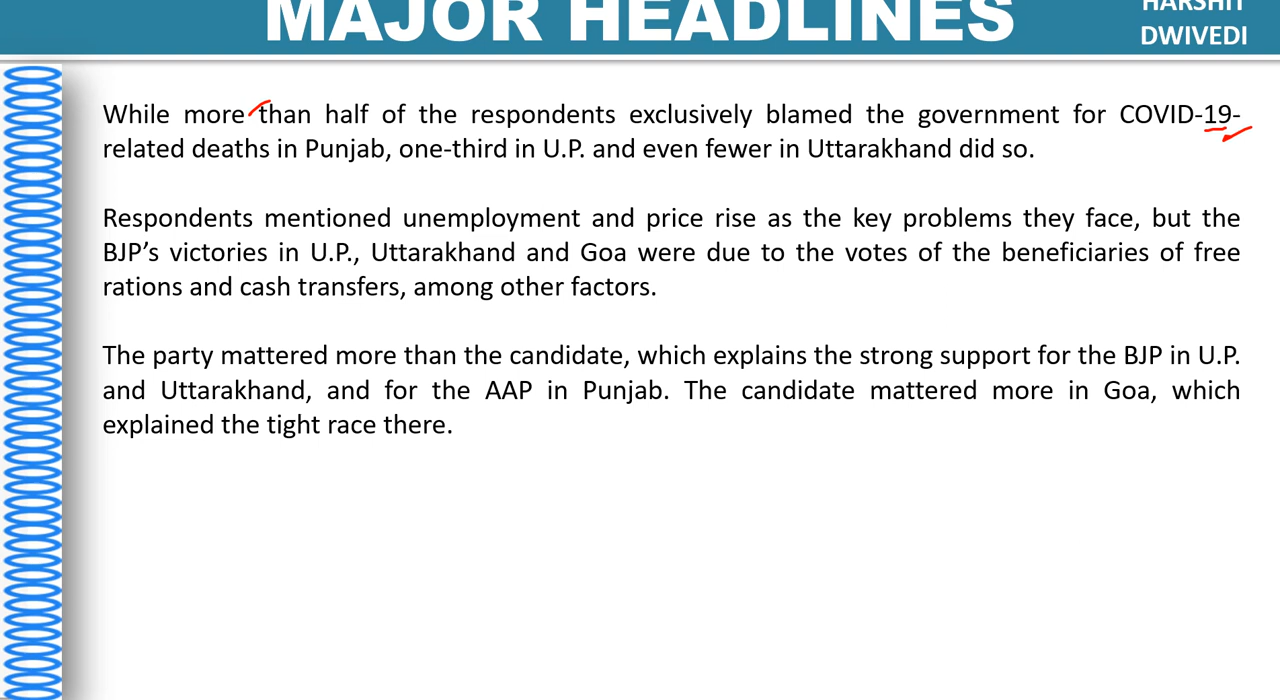 MAJOR HEADLINES
HARSHIT
DWIVEDI
While more than half of the respondents exclusively blamed the government for COVID-19-
related deaths in Punjab, one-third in U.P. and even fewer in Uttarakhand did so.
Respondents mentioned unemployment and price rise as the key problems they face, but the
BJP’s victories in U.P., Uttarakhand and Goa were due to the votes of the beneficiaries of free
rations and cash transfers, among other factors.
The party mattered more than the candidate, which explains the strong support for the BJP in U.P.
and Uttarakhand, and for the AAP in Punjab. The candidate mattered more in Goa, which
explained the tight race there.